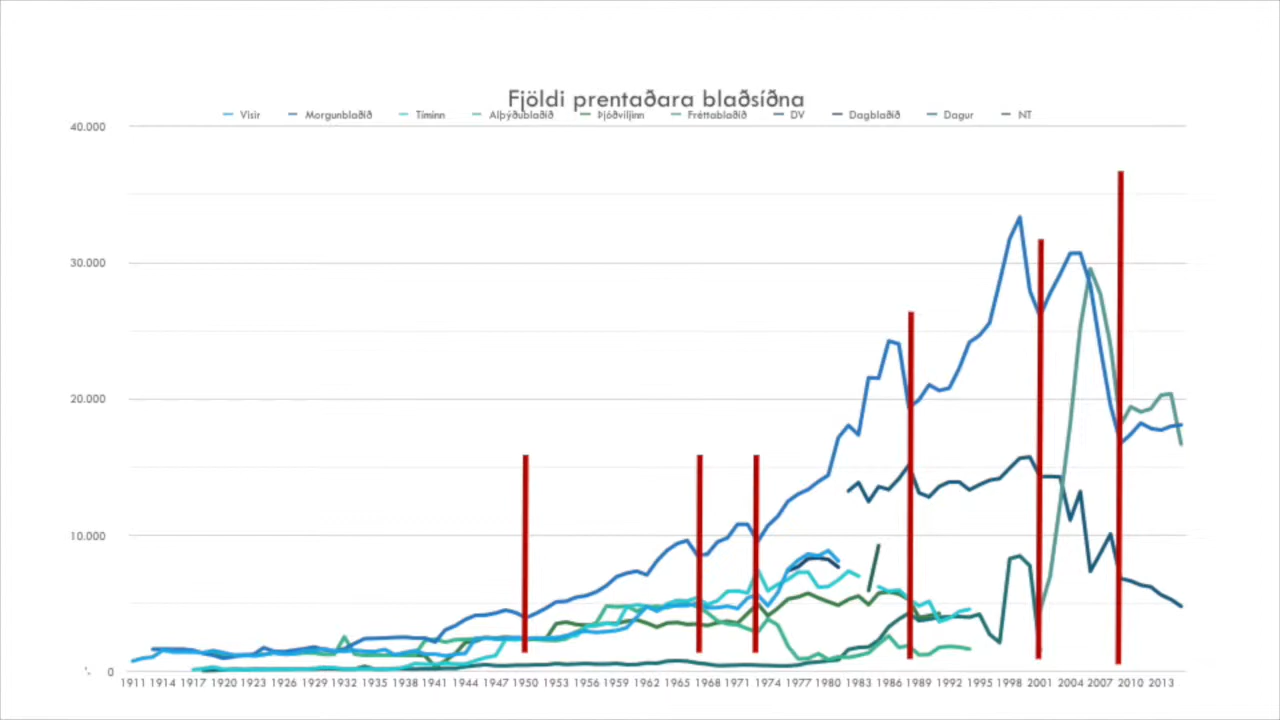 Fjöldi prentaðara blaðsíðna
Vísir Morgunblaðið Tíminn Alþýðublaðið Þjóðviljinn Fréttablaðið DV Dagblaðið Dagur NT
40.000
30.000
20.000
10.000
'- 0
1911 1914 1917 1920 1923 1926 1929 1932 1935 1938 1941 1944 1947 1950 1953 1956 1959 1962 1965 1968 1971 1974 1977 1980 1983 1986 1989 1992 1995 1998 2001 2004 2007 2010 2013